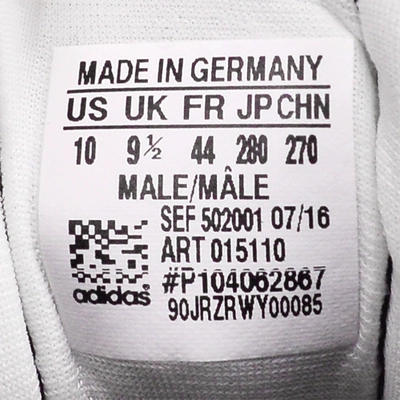 MADE IN GERMANY
US UK FR JP CHN
10 9½ 44 280 270
MALE/MÂLE
SEF 502001 07/16
ART 015110
#P104062867
adidas 90JRZRWY00085